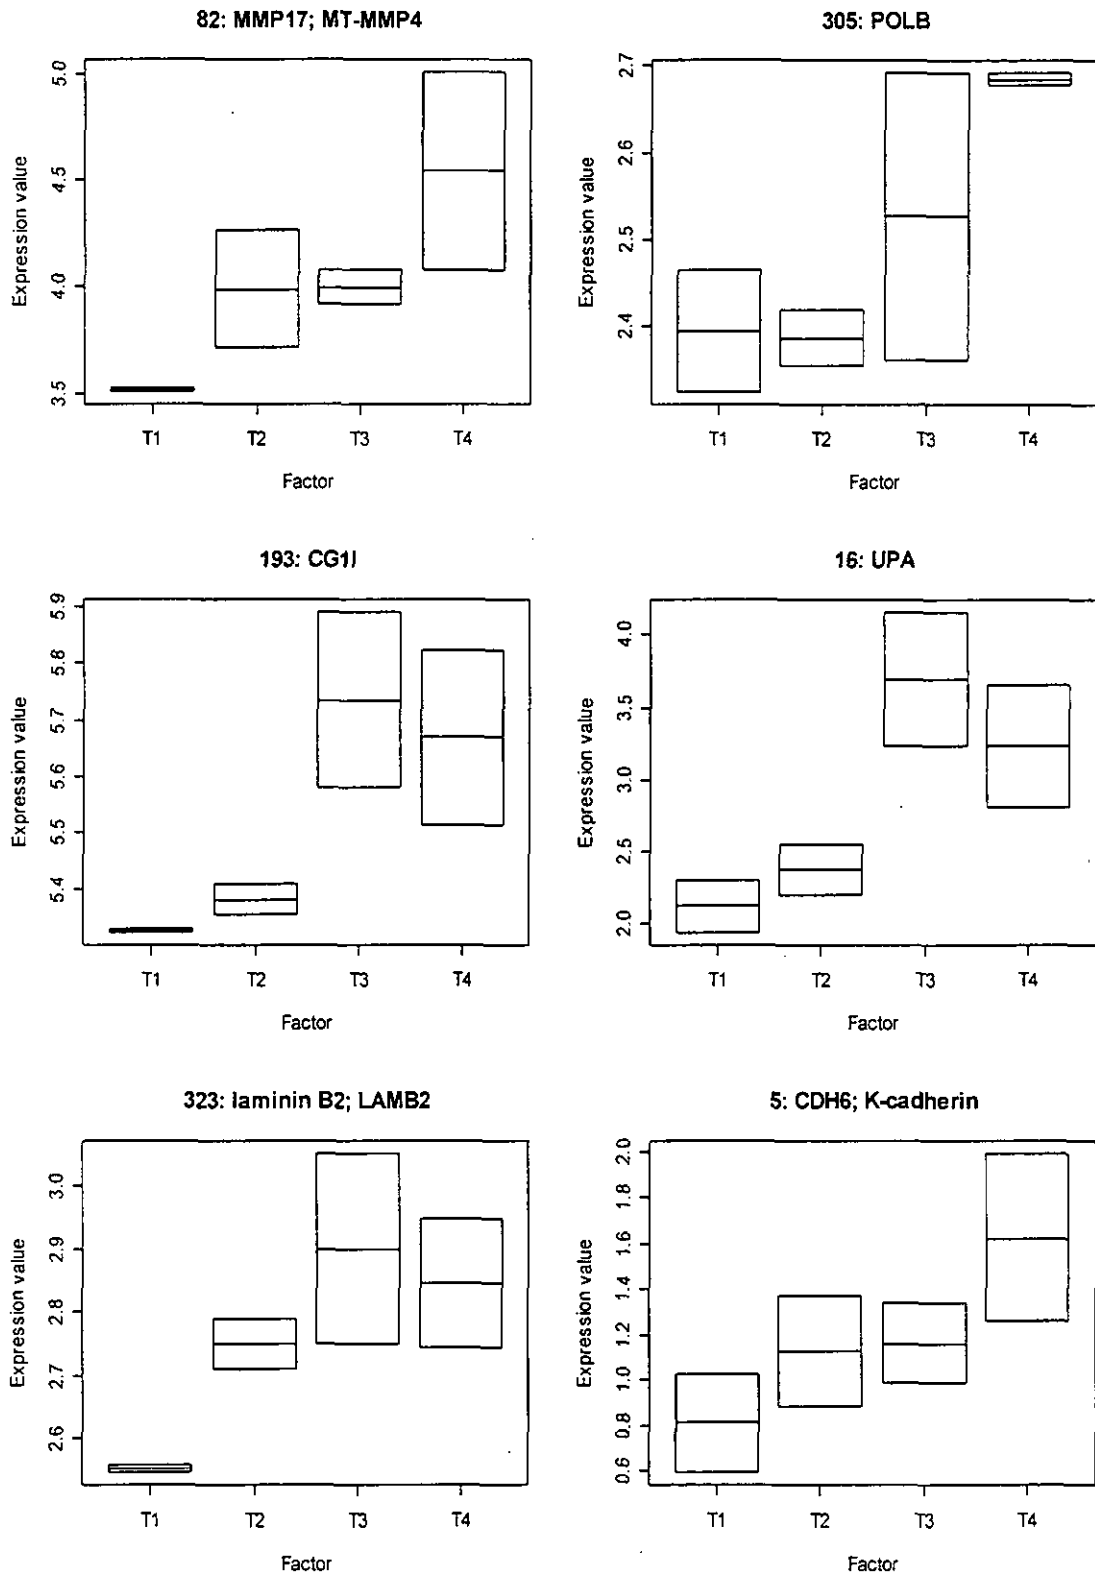 82: MMP17; MT-MMP4
Expression value
5.0
4.5
4.0
3.5
T1 T2 T3 T4
Factor
305: POLB
Expression value
2.7
2.6
2.5
2.4
T1 T2 T3 T4
Factor
193: CG1I
Expression value
5.9
5.8
5.7
5.6
5.5
5.4
T1 T2 T3 T4
Factor
16: UPA
Expression value
4.0
3.5
3.0
2.5
2.0
T1 T2 T3 T4
Factor
323: laminin B2; LAMB2
Expression value
3.0
2.9
2.8
2.7
2.6
T1 T2 T3 T4
Factor
5: CDH6; K-cadherin
Expression value
2.0
1.8
1.6
1.4
1.2
1.0
0.8
0.6
T1 T2 T3 T4
Factor